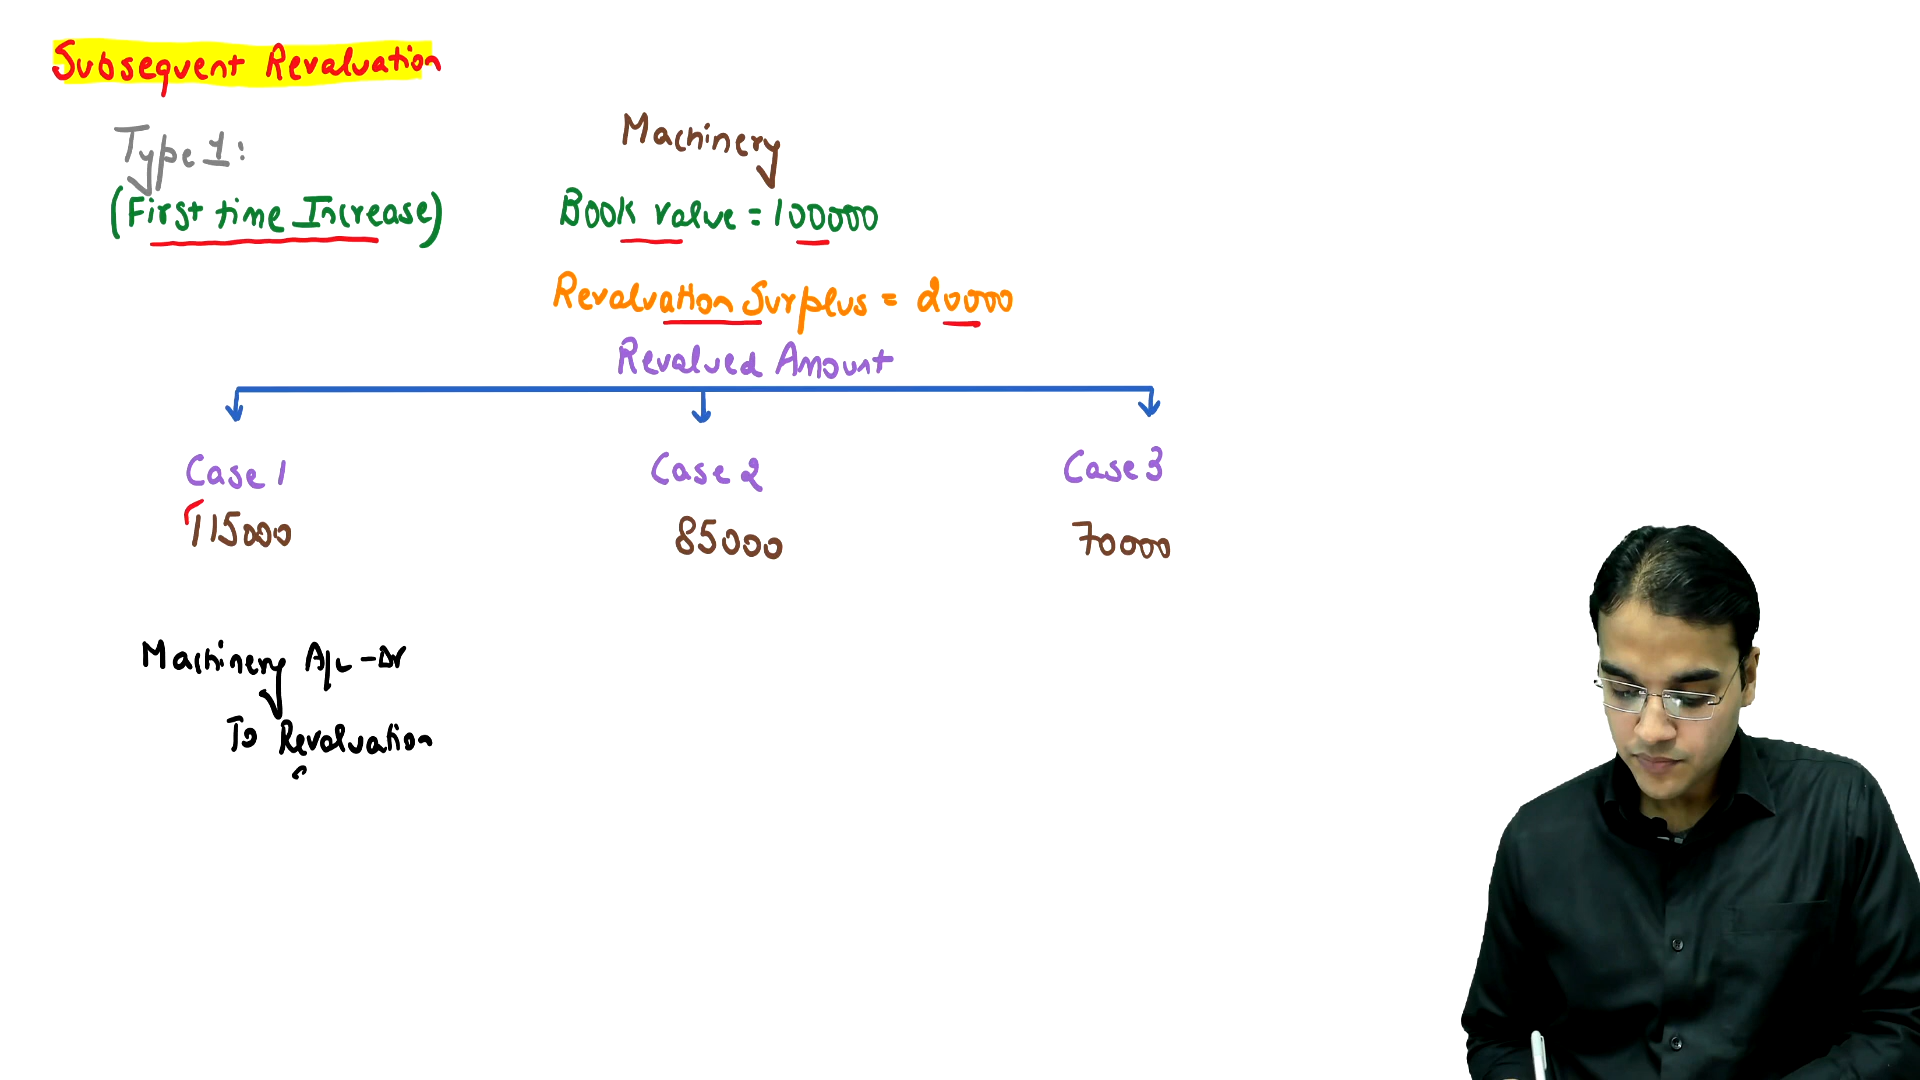 Subsequent Revaluation
Type 1:
(First time Increase)
Machinery
Book value = 100000
Revaluation Surplus = 20000
Revalued Amount
Case 1
Case 2
Case 3
115000
85000
70000
Machinery A/c - Dr
To Revaluation